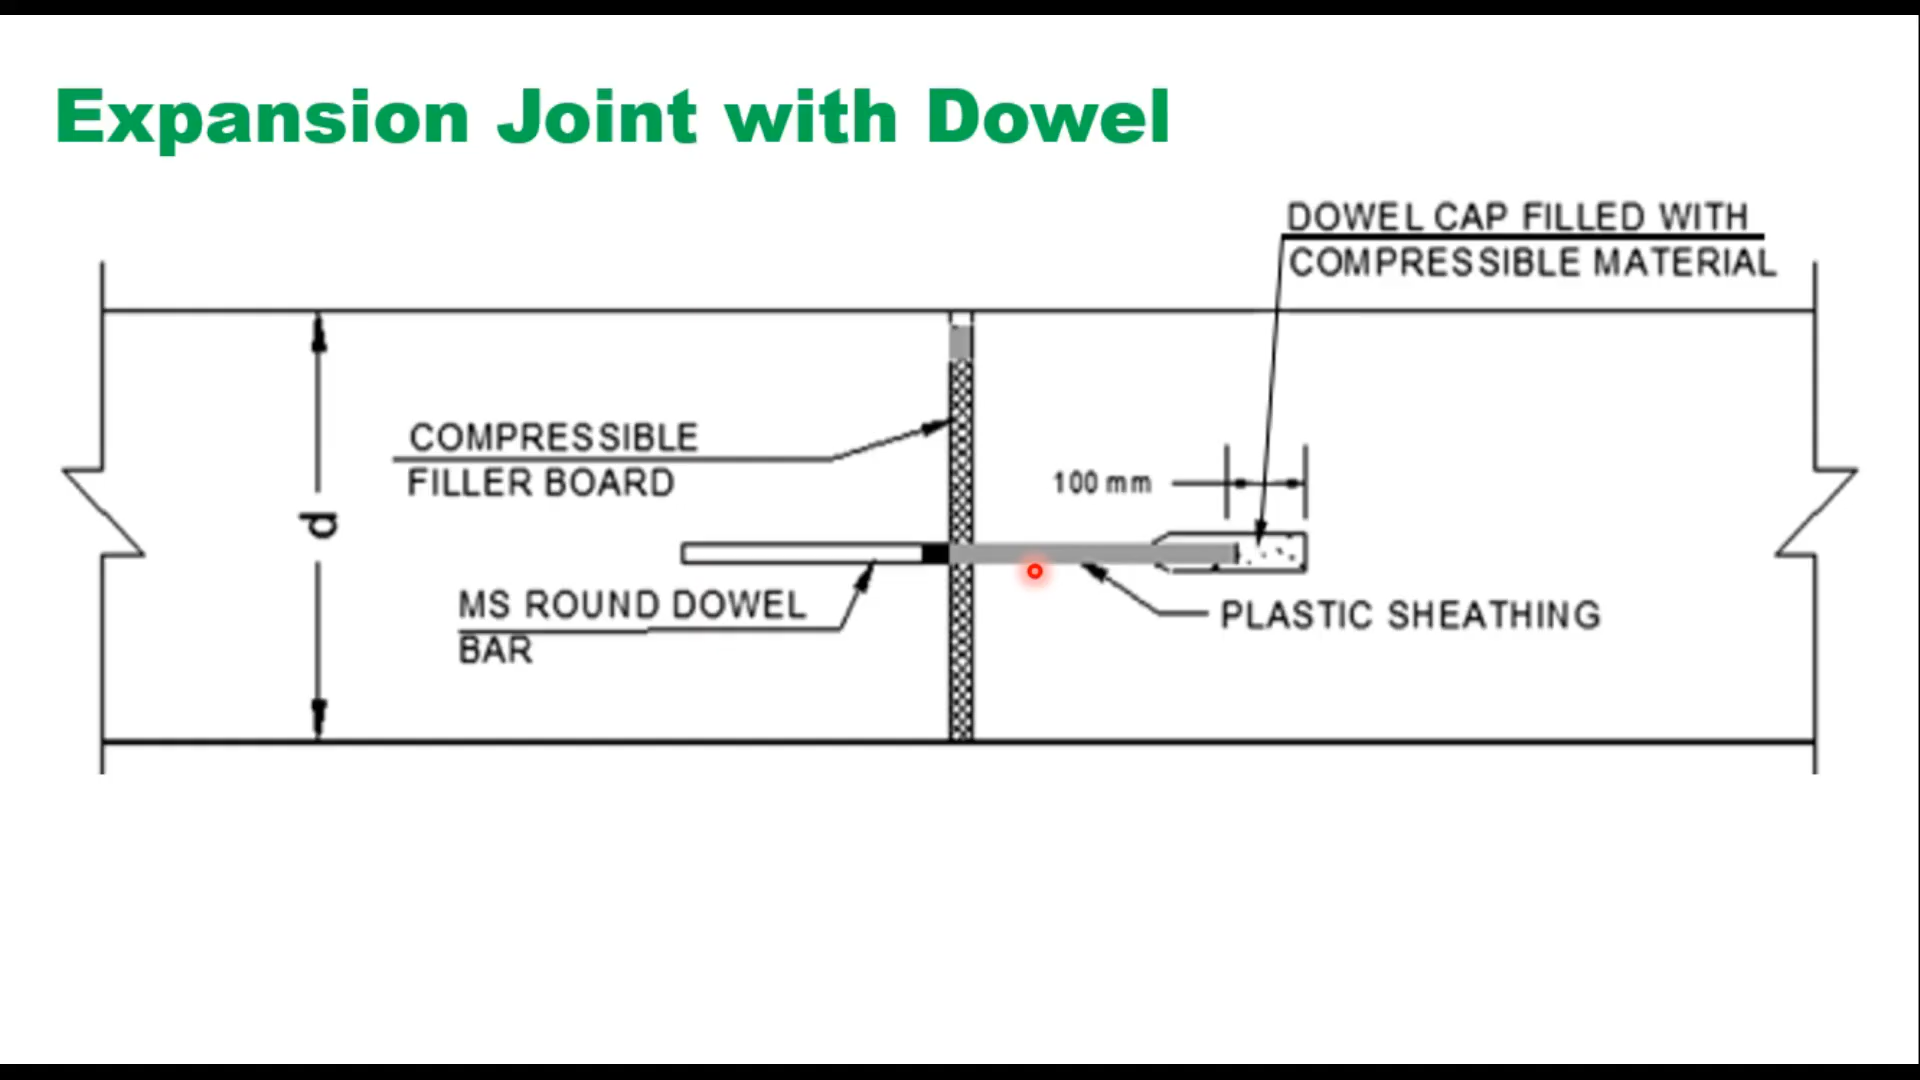 Expansion Joint with Dowel
DOWEL CAP FILLED WITH
COMPRESSIBLE MATERIAL
COMPRESSIBLE
FILLER BOARD
100 mm
d
MS ROUND DOWEL
BAR
PLASTIC SHEATHING